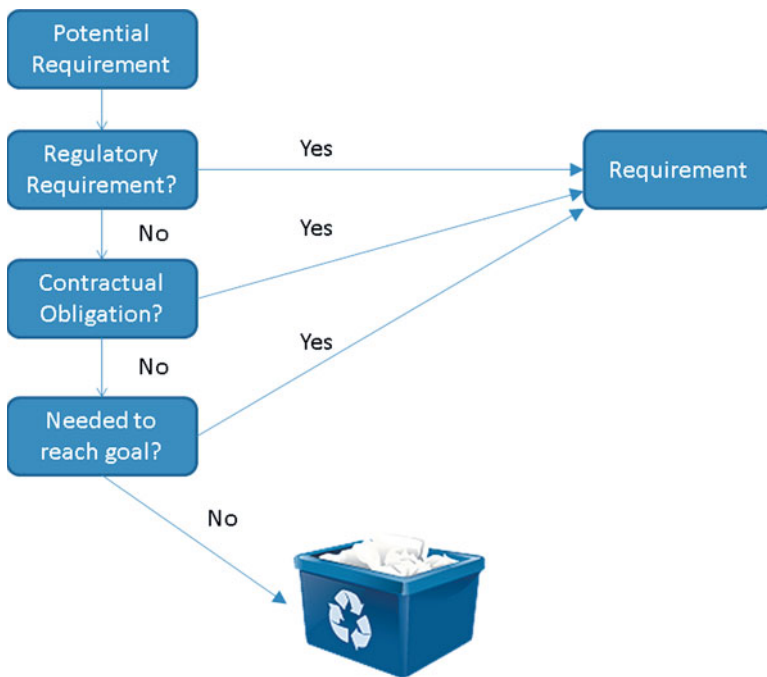 Potential
Requirement
Regulatory
Requirement?
Yes
Requirement
No
Yes
Contractual
Obligation?
No
Yes
Needed to
reach goal?
No